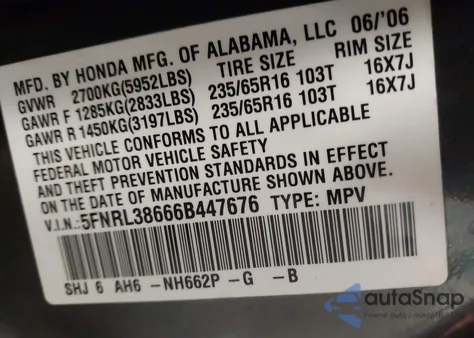 MFD. BY HONDA MFG. OF ALABAMA, LLC 06/'06
GVWR 2700KG(5952LBS) TIRE SIZE RIM SIZE
GAWR F 1285KG(2833LBS) 235/65R16 103T 16X7J
GAWR R 1450KG(3197LBS) 235/65R16 103T 16X7J
THIS VEHICLE CONFORMS TO ALL APPLICABLE
FEDERAL MOTOR VEHICLE SAFETY
AND THEFT PREVENTION STANDARDS IN EFFECT
ON THE DATE OF MANUFACTURE SHOWN ABOVE.
V.I.N.:5FNRL38666B447676 TYPE: MPV
SHJ 6 AH6 -NH662P -G -B
autaSnap